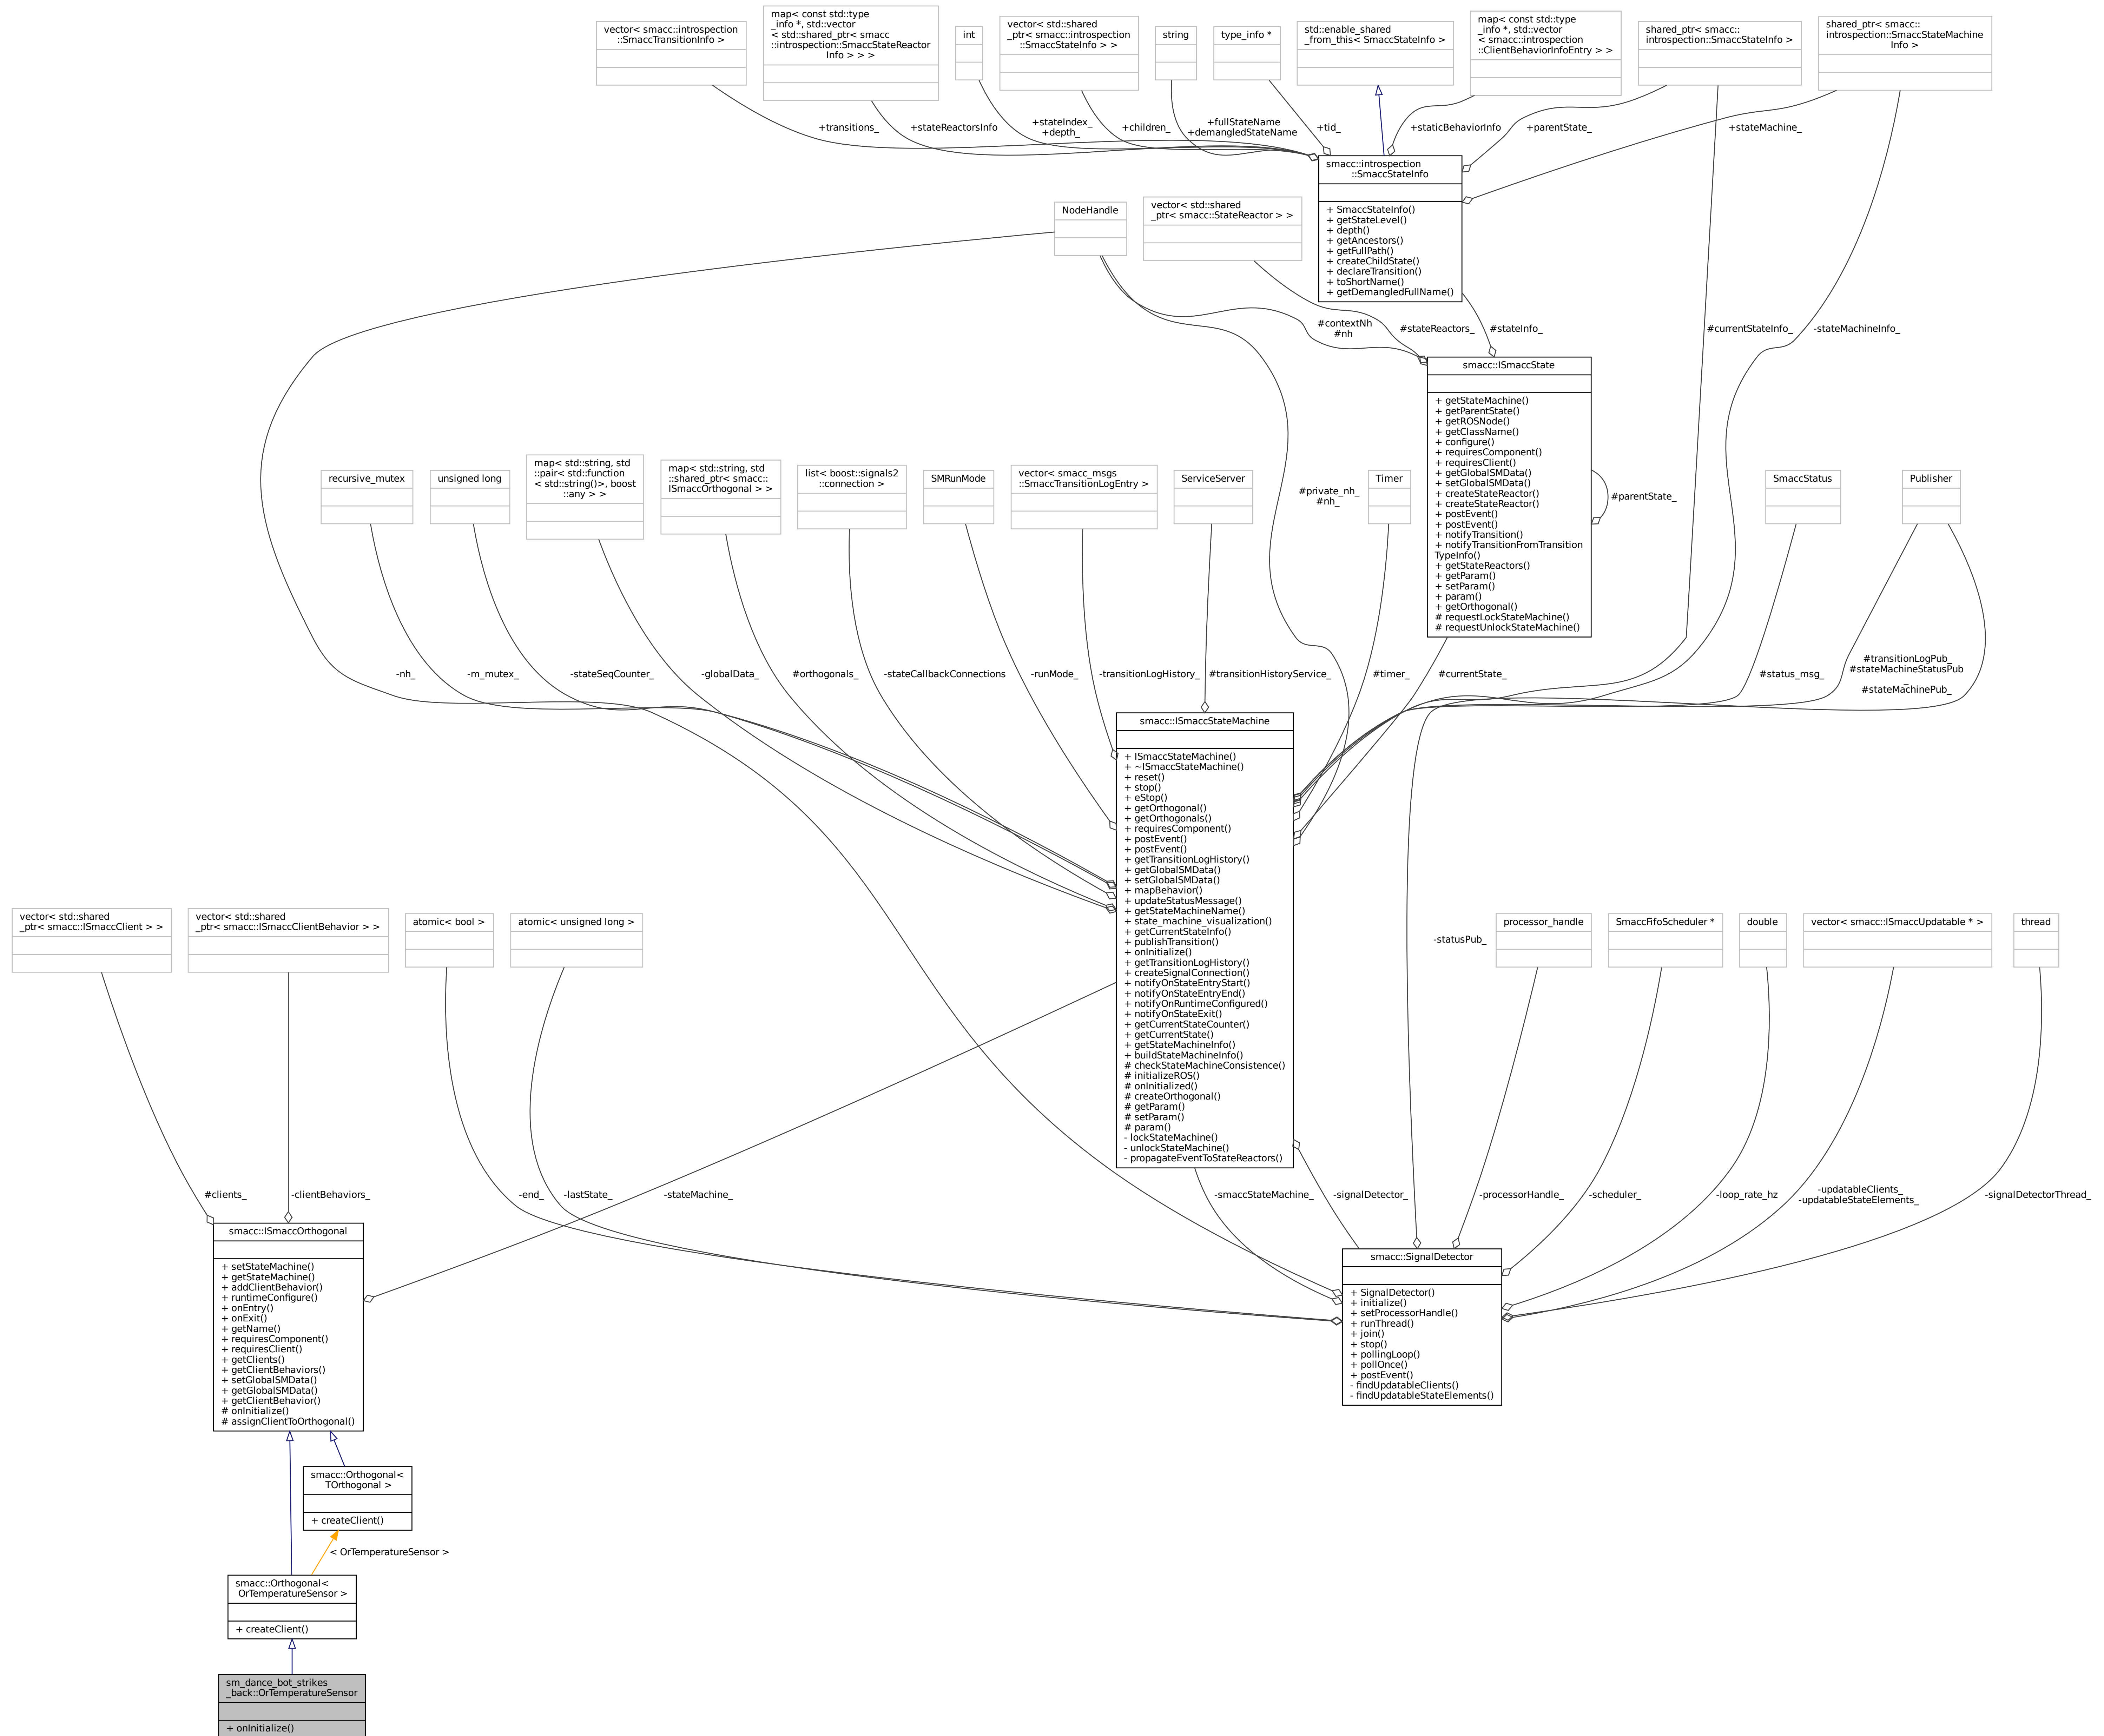 vector< smacc::introspection
::SmaccTransitionInfo >
map< const std::type
_info *, std::vector
< std::shared_ptr< smacc
::introspection::SmaccStateReactor
Info > > >
int
vector< std::shared
_ptr< smacc::introspection
::SmaccStateInfo > >
string
type_info *
std::enable_shared
_from_this< SmaccStateInfo >
map< const std::type
_info *, std::vector
< smacc::introspection
::ClientBehaviorInfoEntry > >
shared_ptr< smacc::
introspection::SmaccStateInfo >
shared_ptr< smacc::
introspection::SmaccStateMachine
Info >
+transitions_
+stateReactorsInfo
+stateIndex_
+depth_
+children_
+fullStateName
+demangledStateName
+tid_
+staticBehaviorInfo
+parentState_
+stateMachine_
smacc::introspection
::SmaccStateInfo
+ SmaccStateInfo()
+ getStateLevel()
+ depth()
+ getAncestors()
+ getFullPath()
+ createChildState()
+ declareTransition()
+ toShortName()
+ getDemangledFullName()
NodeHandle
vector< std::shared
_ptr< smacc::StateReactor > >
#contextNh
#nh
#stateReactors_
#stateInfo_
#currentStateInfo_
-stateMachineInfo_
smacc::ISmaccState
+ getStateMachine()
+ getParentState()
+ getROSNode()
+ getClassName()
+ configure()
+ requiresComponent()
+ requiresClient()
+ getGlobalSMData()
+ setGlobalSMData()
+ createStateReactor()
+ createStateReactor()
+ postEvent()
+ postEvent()
+ notifyTransition()
+ notifyTransitionFromTransition
TypeInfo()
+ getStateReactors()
+ getParam()
+ setParam()
+ param()
+ getOrthogonal()
# requestLockStateMachine()
# requestUnlockStateMachine()
#parentState_
recursive_mutex
unsigned long
map< std::string, std
::pair< std::function
< std::string()>, boost
::any > >
map< std::string, std
::shared_ptr< smacc::
ISmaccOrthogonal > >
list< boost::signals2
::connection >
SMRunMode
vector< smacc_msgs
::SmaccTransitionLogEntry >
ServiceServer
#private_nh_
#nh_
Timer
SmaccStatus
Publisher
-nh_
-m_mutex_
-stateSeqCounter_
-globalData_
#orthogonals_
-stateCallbackConnections
-runMode_
-transitionLogHistory_
#transitionHistoryService_
#timer_
#currentState_
#status_msg_
#transitionLogPub_
#stateMachineStatusPub
_
#stateMachinePub_
smacc::ISmaccStateMachine
+ ISmaccStateMachine()
+ ~ISmaccStateMachine()
+ reset()
+ stop()
+ eStop()
+ getOrthogonal()
+ getOrthogonals()
+ requiresComponent()
+ postEvent()
+ postEvent()
+ getTransitionLogHistory()
+ getGlobalSMData()
+ setGlobalSMData()
+ mapBehavior()
+ updateStatusMessage()
+ getStateMachineName()
+ state_machine_visualization()
+ getCurrentStateInfo()
+ publishTransition()
+ onInitialize()
+ getTransitionLogHistory()
+ createSignalConnection()
+ notifyOnStateEntryStart()
+ notifyOnStateEntryEnd()
+ notifyOnRuntimeConfigured()
+ notifyOnStateExit()
+ getCurrentStateCounter()
+ getCurrentState()
+ getStateMachineInfo()
+ buildStateMachineInfo()
# checkStateMachineConsistence()
# initializeROS()
# onInitialized()
# createOrthogonal()
# getParam()
# setParam()
# param()
- lockStateMachine()
- unlockStateMachine()
- propagateEventToStateReactors()
vector< std::shared
_ptr< smacc::ISmaccClient > >
vector< std::shared
_ptr< smacc::ISmaccClientBehavior > >
atomic< bool >
atomic< unsigned long >
-statusPub_
processor_handle
SmaccFifoScheduler *
double
vector< smacc::ISmaccUpdatable * >
thread
#clients_
-clientBehaviors_
-end_
-lastState_
-stateMachine_
-smaccStateMachine_
-signalDetector_
-processorHandle_
-scheduler_
-loop_rate_hz
-updatableClients_
-updatableStateElements_
-signalDetectorThread_
smacc::ISmaccOrthogonal
+ setStateMachine()
+ getStateMachine()
+ addClientBehavior()
+ runtimeConfigure()
+ onEntry()
+ onExit()
+ getName()
+ requiresComponent()
+ requiresClient()
+ getClients()
+ getClientBehaviors()
+ setGlobalSMData()
+ getGlobalSMData()
+ getClientBehavior()
# onInitialize()
# assignClientToOrthogonal()
smacc::SignalDetector
+ SignalDetector()
+ initialize()
+ setProcessorHandle()
+ runThread()
+ join()
+ stop()
+ pollingLoop()
+ pollOnce()
+ postEvent()
- findUpdatableClients()
- findUpdatableStateElements()
smacc::Orthogonal<
TOrthogonal >
+ createClient()
< OrTemperatureSensor >
smacc::Orthogonal<
OrTemperatureSensor >
+ createClient()
sm_dance_bot_strikes
_back::OrTemperatureSensor
+ onInitialize()